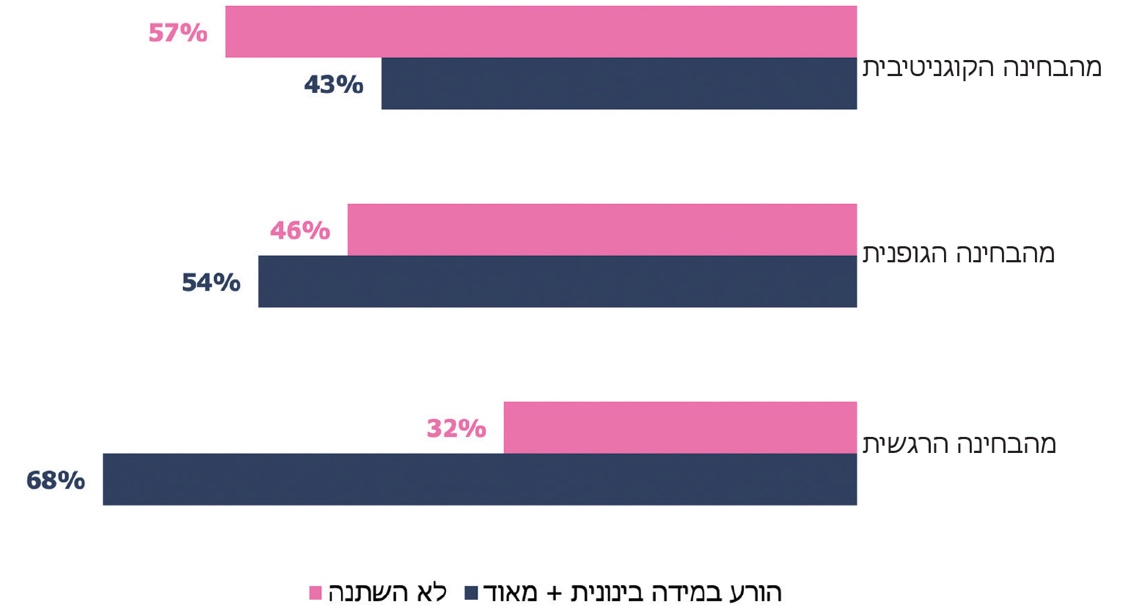 57%
43%
מהבחינה הקוגניטיבית
46%
54%
מהבחינה הגופנית
32%
68%
מהבחינה הרגשית
הורע במידה בינונית + מאוד
לא השתנה